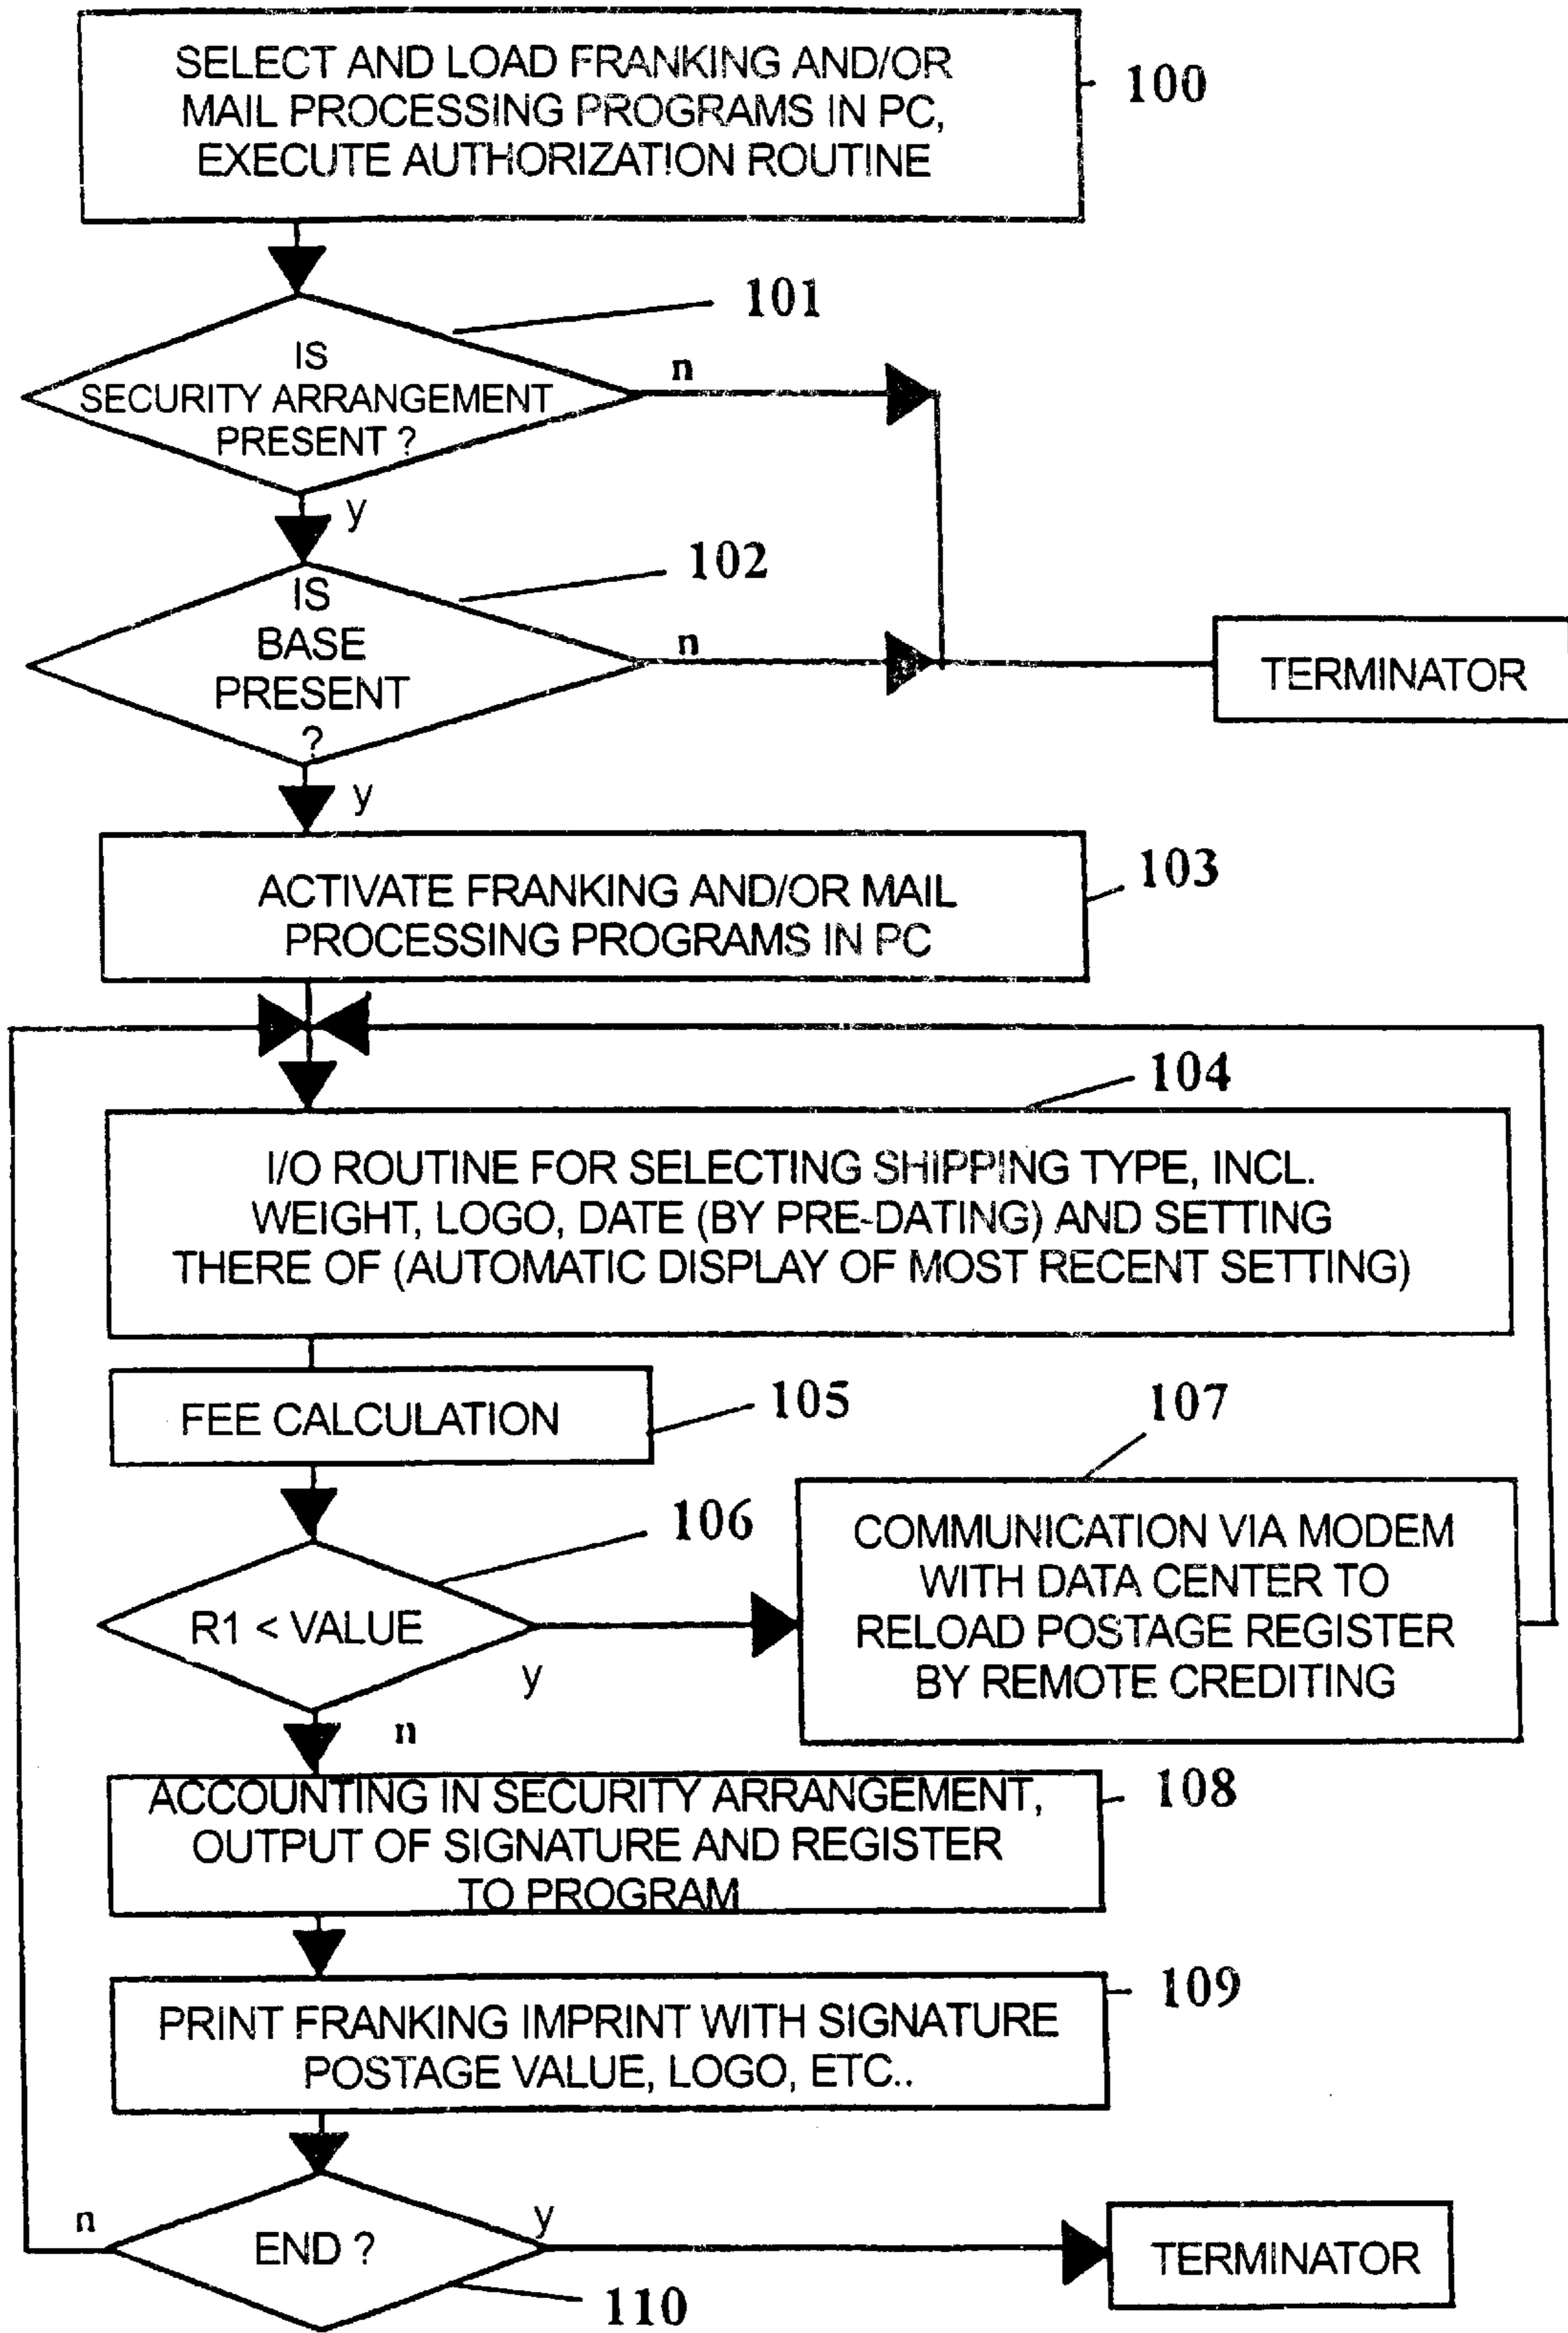 SELECT AND LOAD FRANKING AND/OR
MAIL PROCESSING PROGRAMS IN PC,
EXECUTE AUTHORIZATION ROUTINE
100
101
IS
SECURITY ARRANGEMENT
PRESENT ?
n
y
102
IS
BASE
PRESENT
?
n
TERMINATOR
y
103
ACTIVATE FRANKING AND/OR MAIL
PROCESSING PROGRAMS IN PC
104
I/O ROUTINE FOR SELECTING SHIPPING TYPE, INCL.
WEIGHT, LOGO, DATE (BY PRE-DATING) AND SETTING
THERE OF (AUTOMATIC DISPLAY OF MOST RECENT SETTING)
FEE CALCULATION
105
107
106
R1 < VALUE
y
n
COMMUNICATION VIA MODEM
WITH DATA CENTER TO
RELOAD POSTAGE REGISTER
BY REMOTE CREDITING
ACCOUNTING IN SECURITY ARRANGEMENT,
OUTPUT OF SIGNATURE AND REGISTER
TO PROGRAM
108
109
PRINT FRANKING IMPRINT WITH SIGNATURE
POSTAGE VALUE, LOGO, ETC..
n
END ?
y
TERMINATOR
110